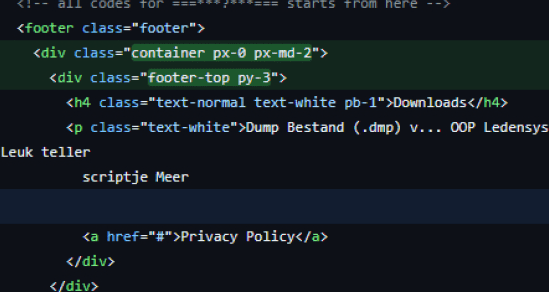 <!-- all codes for ===***?***=== starts from here -->
<footer class="footer">
<div class="container px-0 px-md-2">
<div class="footer-top py-3">
<h4 class="text-normal text-white pb-1">Downloads</h4>
<p class="text-white">Dump Bestand (.dmp) v... OOP Ledensys
Leuk teller
scriptje Meer
<a href="#">Privacy Policy</a>
</div>
</div>